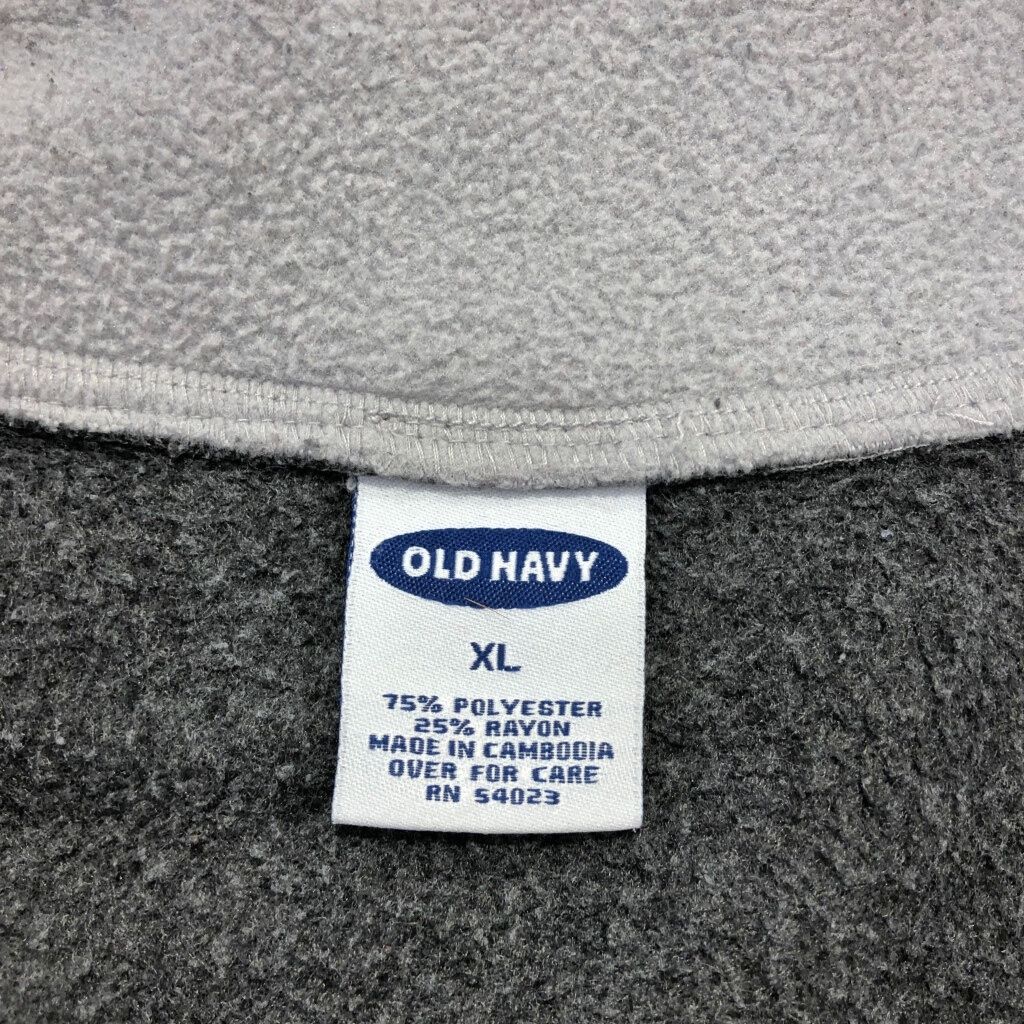 OLD NAVY
XL
75% POLYESTER
25% RAYON
MADE IN CAMBODIA
OVER FOR CARE
RN 54023